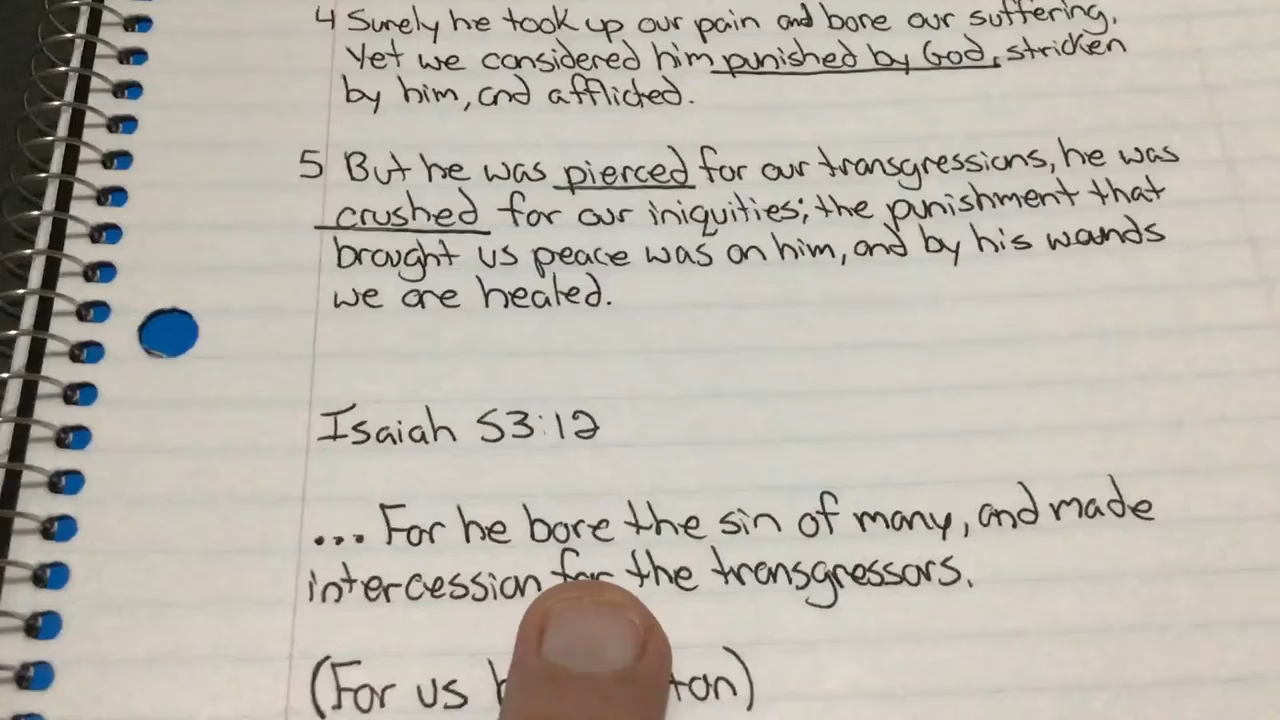 4 Surely he took up our pain and bore our suffering.
Yet we considered him punished by God, stricken
by him, and afflicted.
5 But he was pierced for our transgressions, he was
crushed for our iniquities; the punishment that
brought us peace was on him, and by his wounds
we are healed.
Isaiah 53:12
... For he bore the sin of many, and made
intercession for the transgressors.
(For us